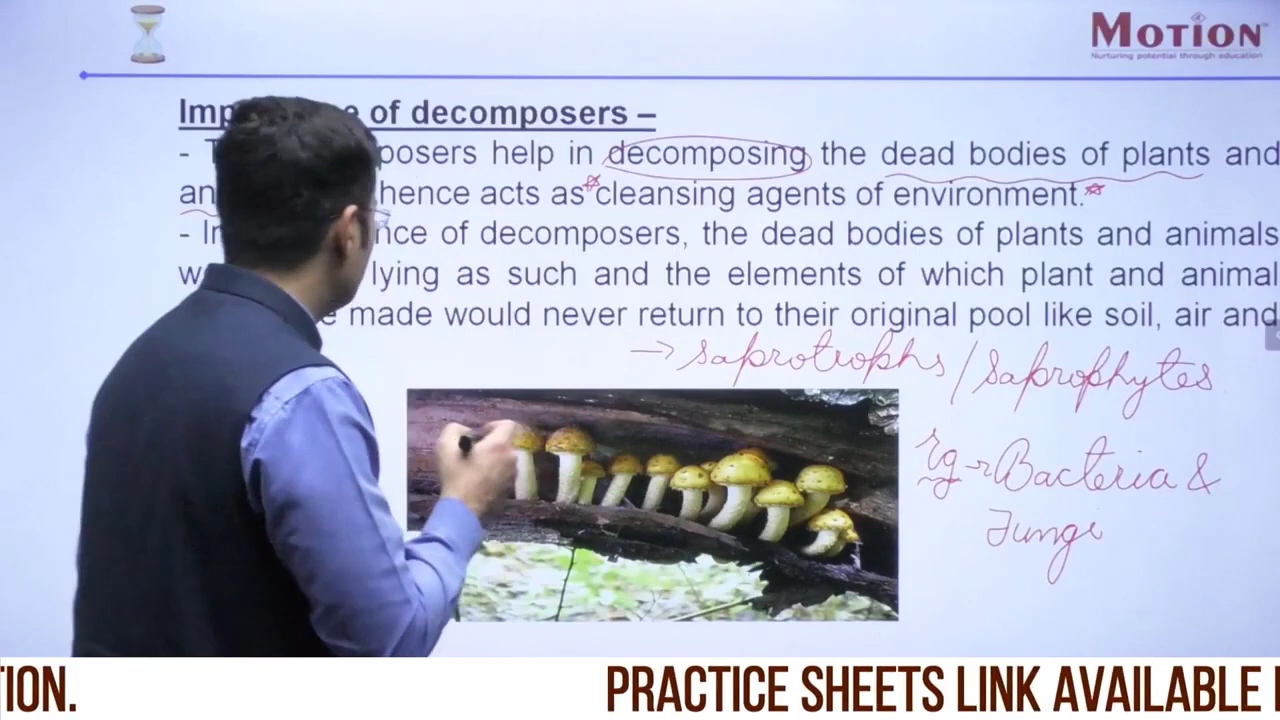 MOTION
Nurturing potential through education
of decomposers –
- posers help in decomposing the dead bodies of plants and
an hence acts as cleansing agents of environment.
- In nce of decomposers, the dead bodies of plants and animals
lying as such and the elements of which plant and animal
made would never return to their original pool like soil, air and
→ saprotrophs / saprophytes
eg → Bacteria &
Fungi
TION. PRACTICE SHEETS LINK AVAILABLE